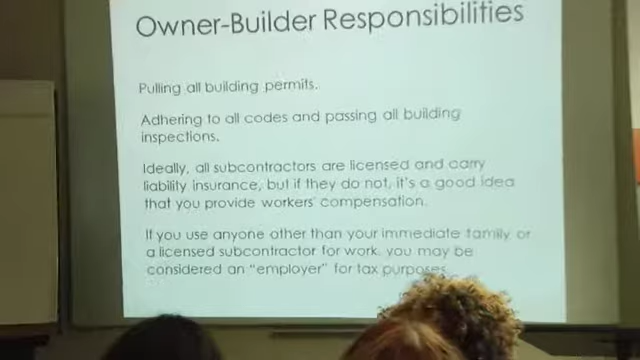 Owner-Builder Responsibilities
Pulling all building permits.
Adhering to all codes and passing all building
inspections.
Ideally, all subcontractors are licensed and carry
liability insurance, but if they do not, it's a good idea
that you provide workers' compensation.
If you use anyone other than your immediate family or
a licensed subcontractor for work, you may be
considered an "employer" for tax purposes.